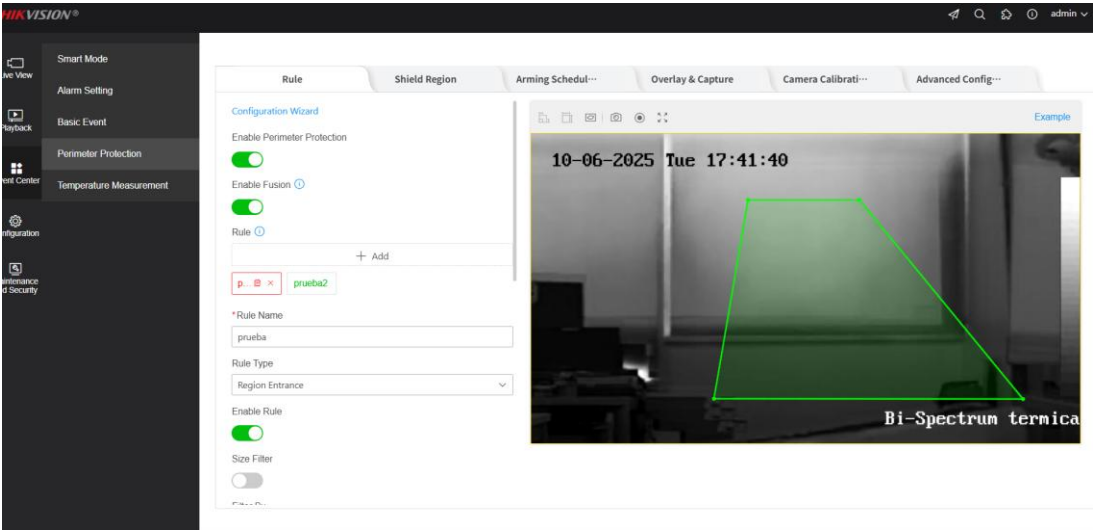 HIKVISION®
admin
Live View
Playback
Event Center
Configuration
Maintenance
and Security
Smart Mode
Alarm Setting
Basic Event
Perimeter Protection
Temperature Measurement
Rule
Shield Region
Arming Schedul···
Overlay & Capture
Camera Calibrati···
Advanced Config···
Configuration Wizard
Enable Perimeter Protection
Enable Fusion
Rule
+ Add
p...
prueba2
*Rule Name
prueba
Rule Type
Region Entrance
Enable Rule
Size Filter
Example
10-06-2025 Tue 17:41:40
Bi-Spectrum termica